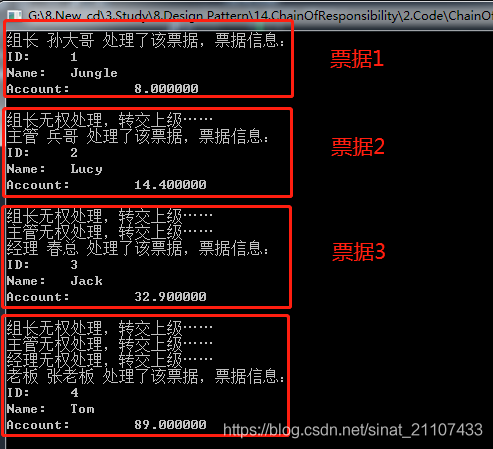 G:\8.New_cd\3.Study\8.Design Pattern\14.ChainOfResponsibility\2.Code\ChainOf
组长 孙大哥 处理了该票据，票据信息：
ID: 1
Name: Jungle
Account: 8.000000
票据1
组长无权处理，转交上级……
主管 兵哥 处理了该票据，票据信息：
ID: 2
Name: Lucy
Account: 14.400000
票据2
组长无权处理，转交上级……
主管无权处理，转交上级……
经理 春总 处理了该票据，票据信息：
ID: 3
Name: Jack
Account: 32.900000
票据3
组长无权处理，转交上级……
主管无权处理，转交上级……
经理无权处理，转交上级……
老板 张老板 处理了该票据，票据信息：
ID: 4
Name: Tom
Account: 89.000000
https://blog.csdn.net/sinat_21107433